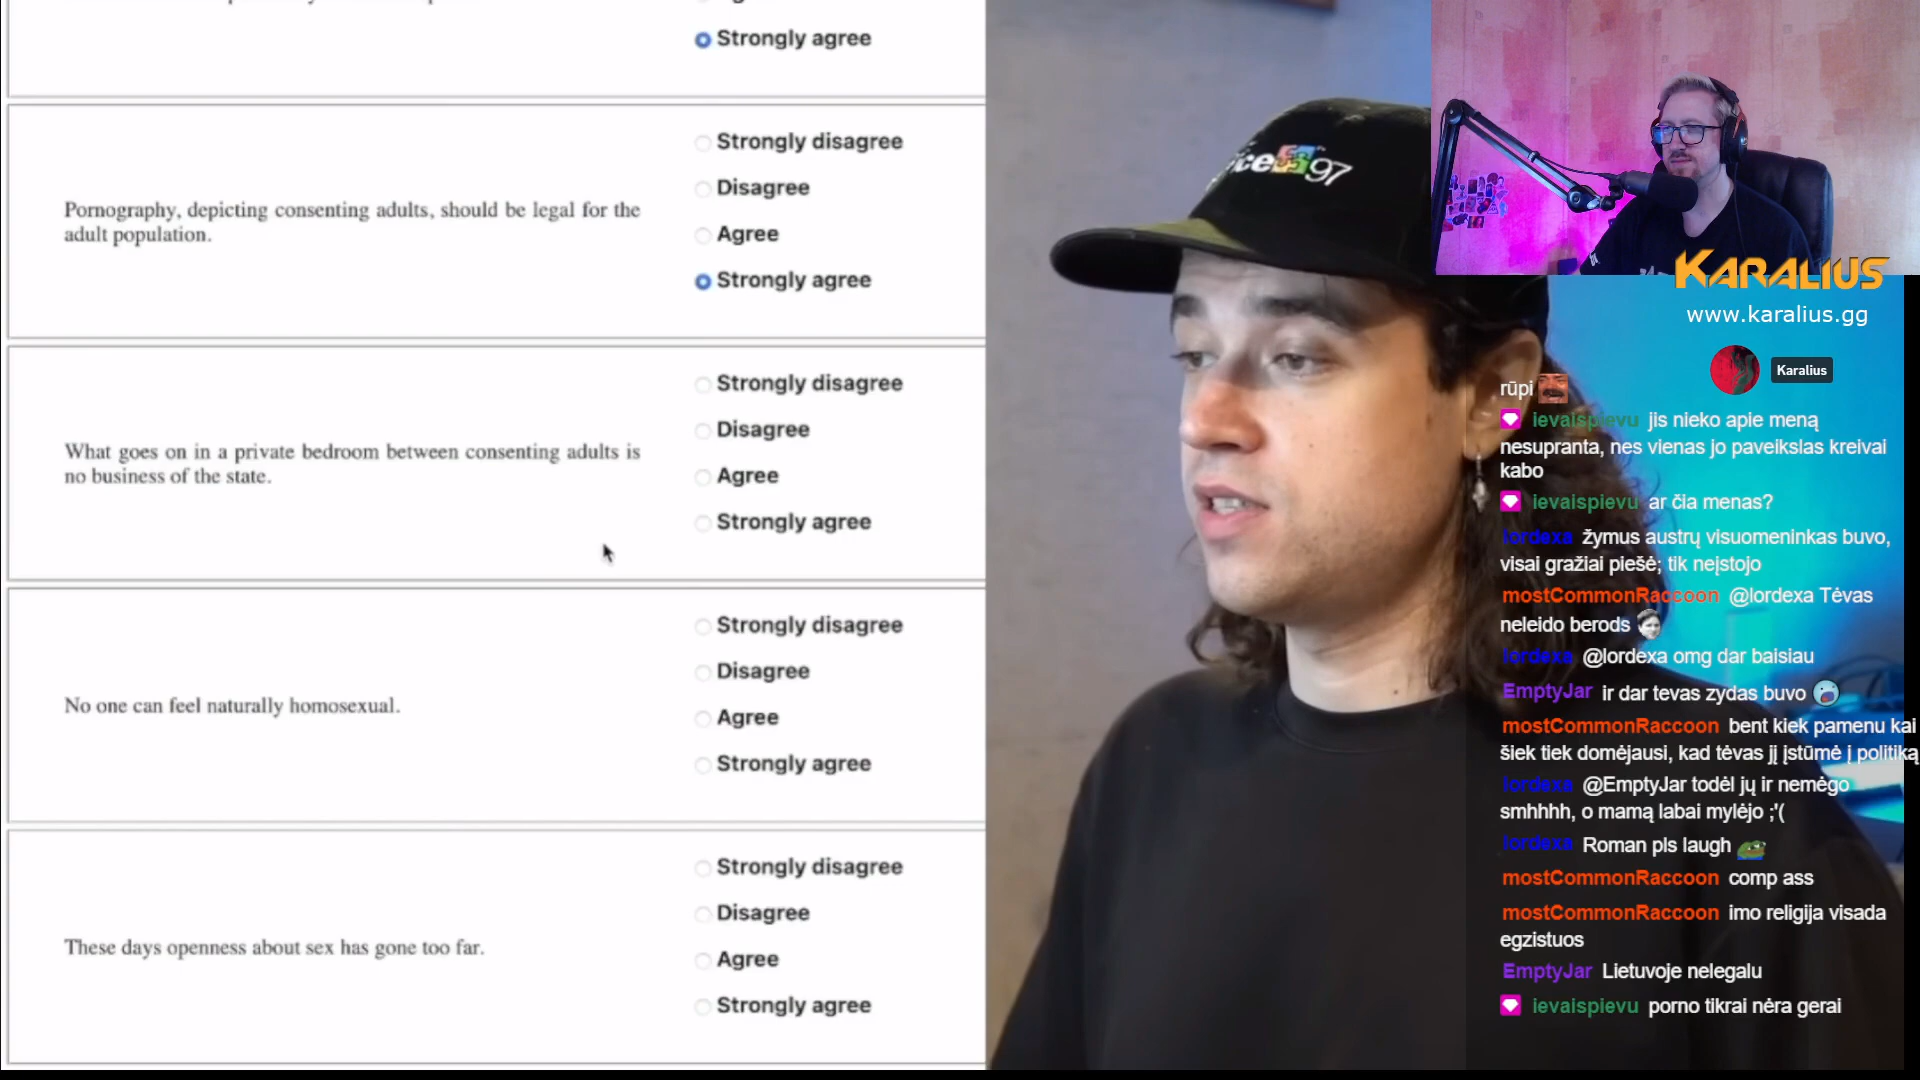 Strongly agree
Pornography, depicting consenting adults, should be legal for the
adult population.
Strongly disagree
Disagree
Agree
Strongly agree
What goes on in a private bedroom between consenting adults is
no business of the state.
Strongly disagree
Disagree
Agree
Strongly agree
No one can feel naturally homosexual.
Strongly disagree
Disagree
Agree
Strongly agree
These days openness about sex has gone too far.
Strongly disagree
Disagree
Agree
Strongly agree
97
KARALIUS
www.karalius.gg
Karalius
rūpi
ievaispievu jis nieko apie meną
nesupranta, nes vienas jo paveikslas kreivai
kabo
ievaispievu ar čia menas?
lordexa žymus austrų visuomeninkas buvo,
visai gražiai piešė; tik neįstojo
mostCommonRaccoon @lordexa Tėvas
neleido berods
lordexa @lordexa omg dar baisiau
EmptyJar ir dar tevas zydas buvo
mostCommonRaccoon bent kiek pamenu kai
šiek tiek domėjausi, kad tėvas jį įstūmė į politiką
lordexa @EmptyJar todėl jų ir nemėgo
smhhhh, o mamą labai mylėjo ;'(
lordexa Roman pls laugh
mostCommonRaccoon comp ass
mostCommonRaccoon imo religija visada
egzistuos
EmptyJar Lietuvoje nelegalu
ievaispievu porno tikrai nėra gerai